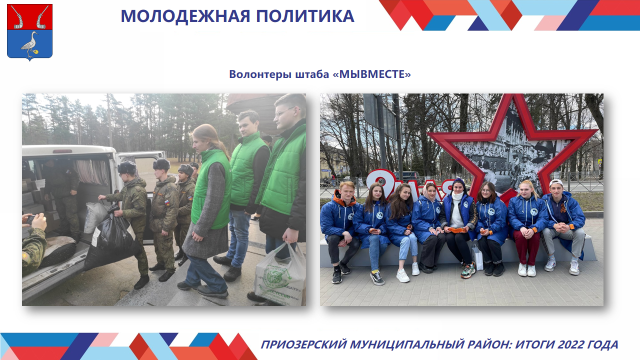 МОЛОДЕЖНАЯ ПОЛИТИКА
Волонтеры штаба «МЫВМЕСТЕ»
ПРИОЗЕРСКИЙ МУНИЦИПАЛЬНЫЙ РАЙОН: ИТОГИ 2022 ГОДА